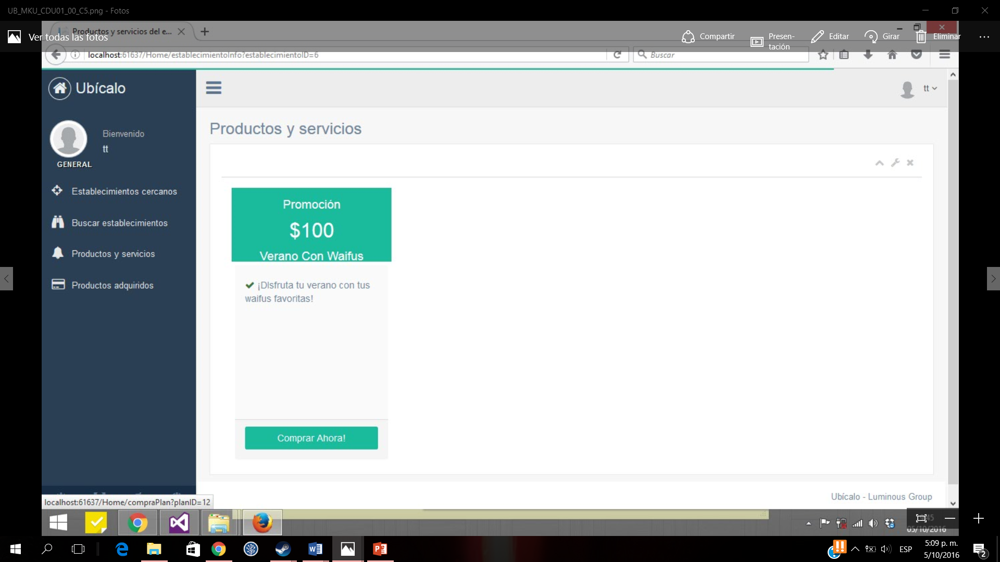 UB_MKU_CDU01_00_C5.png - Fotos
Productos y servicios del e...
Ver todas las fotos
Compartir
Presen-
tación
Editar
Girar
Eliminar
localhost:61637/Home/establecimientoInfo?establecimientoID=6
Buscar
Ubícalo
tt
Bienvenido
tt
GENERAL
Establecimientos cercanos
Buscar establecimientos
Productos y servicios
Productos adquiridos
Productos y servicios
Promoción
$100
Verano Con Waifus
¡DIsfruta tu verano con tus
waifus favoritas!
Comprar Ahora!
Ubícalo - Luminous Group
localhost:61637/Home/compraPlan?planID=12
05/10/2016
ESP
5:09 p. m.
5/10/2016
2